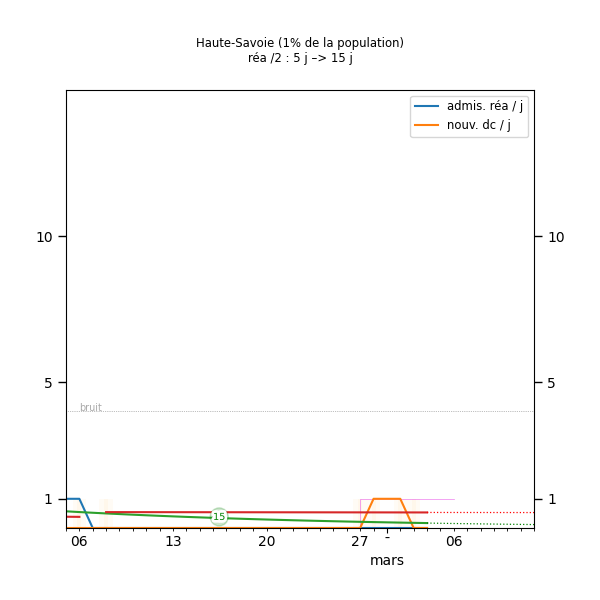 Haute-Savoie (1% de la population)
réa /2 : 5 j –> 15 j
admis. réa / j
nouv. dc / j
10 10
5 5
bruit
1 1
15
06 13 20 27 - 06
mars